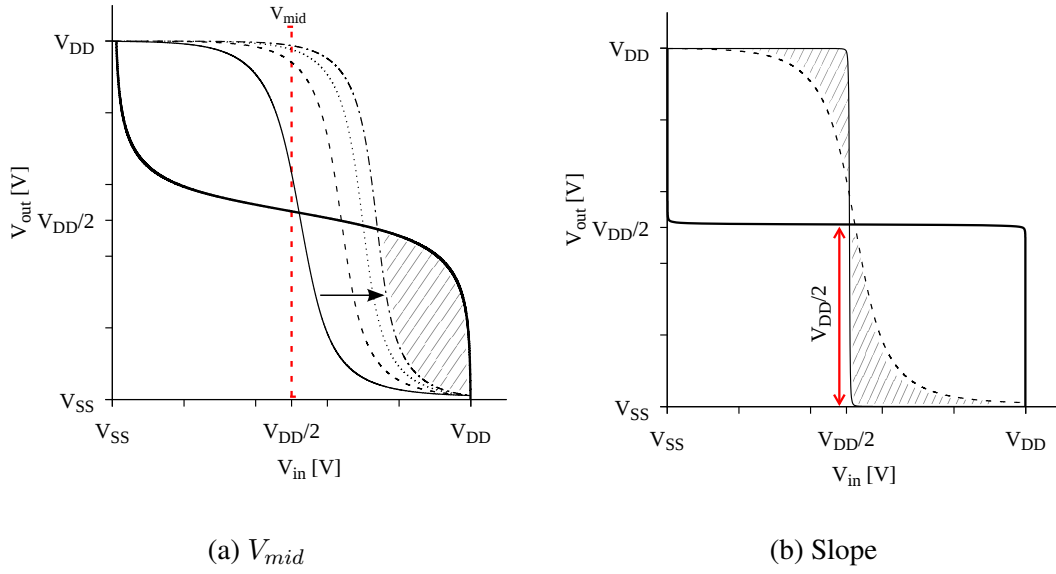 V_mid
V_DD
V_out [V]
V_DD/2
V_SS
V_SS
V_DD/2
V_DD
V_in [V]
(a) V_mid
V_DD
V_out [V]
V_DD/2
V_DD/2
V_SS
V_SS
V_DD/2
V_DD
V_in [V]
(b) Slope